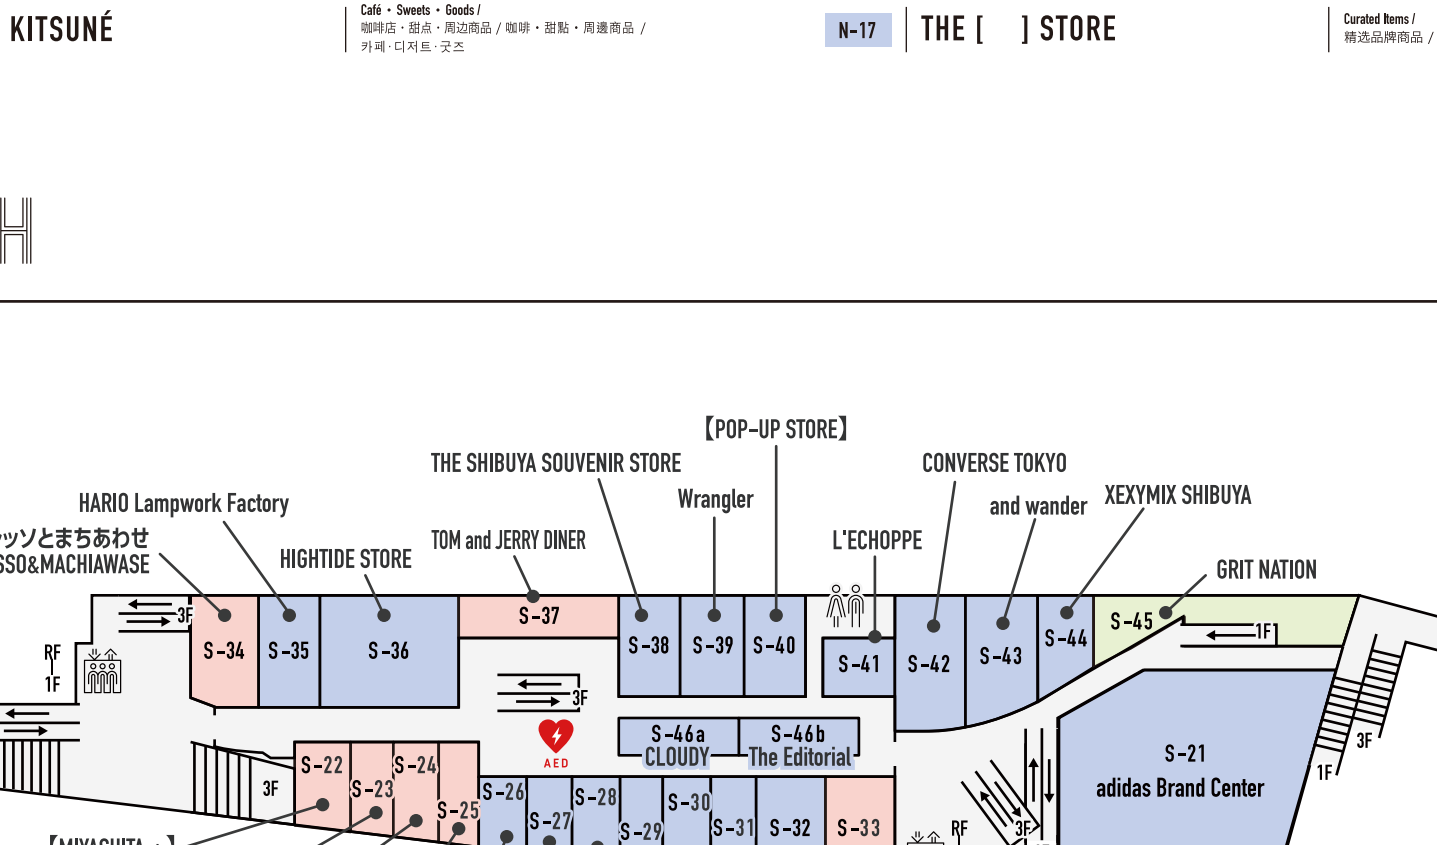 KITSUNÉ
Café・Sweets・Goods /
咖啡店・甜点・周边商品 / 咖啡・甜點・周邊商品 /
카페·디저트·굿즈
N-17
THE [ ] STORE
Curated Items /
精选品牌商品 /
H
【POP-UP STORE】
THE SHIBUYA SOUVENIR STORE
CONVERSE TOKYO
HARIO Lampwork Factory
Wrangler
and wander
XEXYMIX SHIBUYA
ッソとまちあわせ
SSO&MACHIAWASE
HIGHTIDE STORE
TOM and JERRY DINER
L'ECHOPPE
GRIT NATION
3F
S-34
S-35
S-36
S-37
S-38
S-39
S-40
S-41
S-42
S-43
S-44
S-45
1F
RF
1F
3F
AED
S-46a
CLOUDY
S-46b
The Editorial
S-21
adidas Brand Center
3F
1F
3F
S-22
S-23
S-24
S-25
S-26
S-27
S-28
S-29
S-30
S-31
S-32
S-33
RF
3F